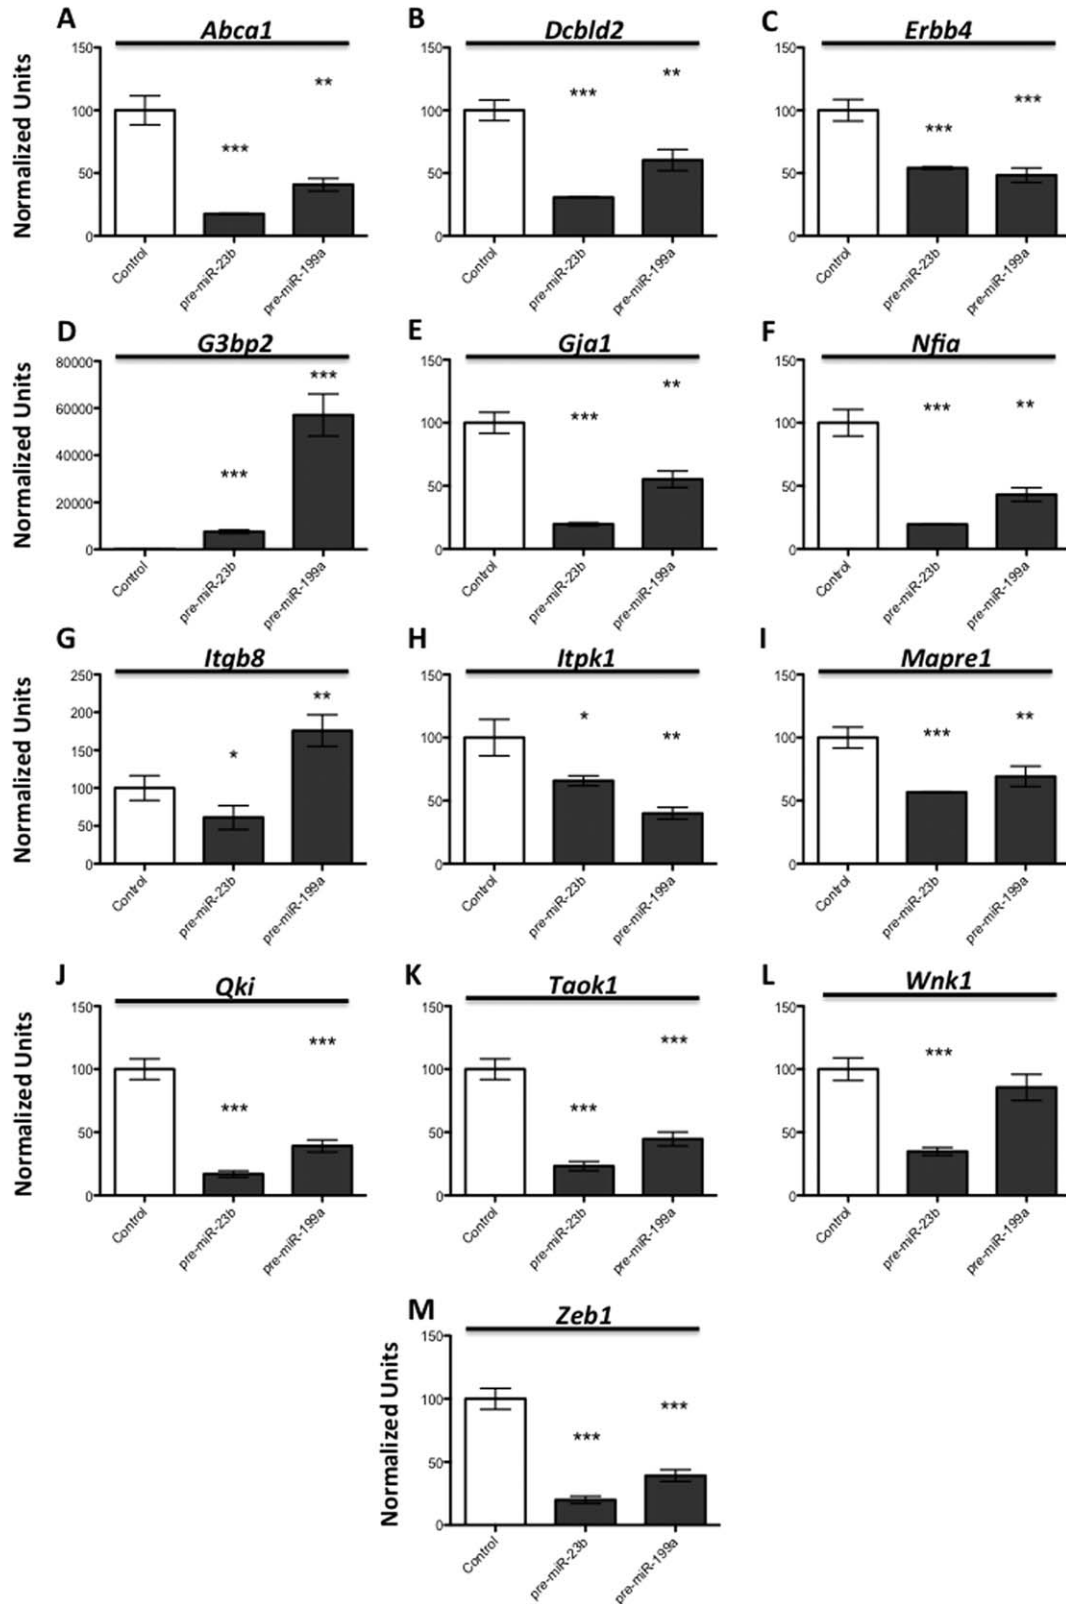 A
Abca1
Normalized Units
150
100
50
0
***
**
Control
pre-miR-23b
pre-miR-199a
B
Dcbld2
150
100
50
0
***
**
Control
pre-miR-23b
pre-miR-199a
C
Erbb4
150
100
50
0
***
***
Control
pre-miR-23b
pre-miR-199a
D
G3bp2
Normalized Units
80000
60000
40000
20000
0
***
***
Control
pre-miR-23b
pre-miR-199a
E
Gja1
150
100
50
0
***
**
Control
pre-miR-23b
pre-miR-199a
F
Nfia
150
100
50
0
***
**
Control
pre-miR-23b
pre-miR-199a
G
Itgb8
Normalized Units
250
200
150
100
50
0
*
**
Control
pre-miR-23b
pre-miR-199a
H
Itpk1
150
100
50
0
*
**
Control
pre-miR-23b
pre-miR-199a
I
Mapre1
150
100
50
0
***
**
Control
pre-miR-23b
pre-miR-199a
J
Qki
Normalized Units
150
100
50
0
***
***
Control
pre-miR-23b
pre-miR-199a
K
Taok1
150
100
50
0
***
***
Control
pre-miR-23b
pre-miR-199a
L
Wnk1
150
100
50
0
***
Control
pre-miR-23b
pre-miR-199a
M
Zeb1
Normalized Units
150
100
50
0
***
***
Control
pre-miR-23b
pre-miR-199a